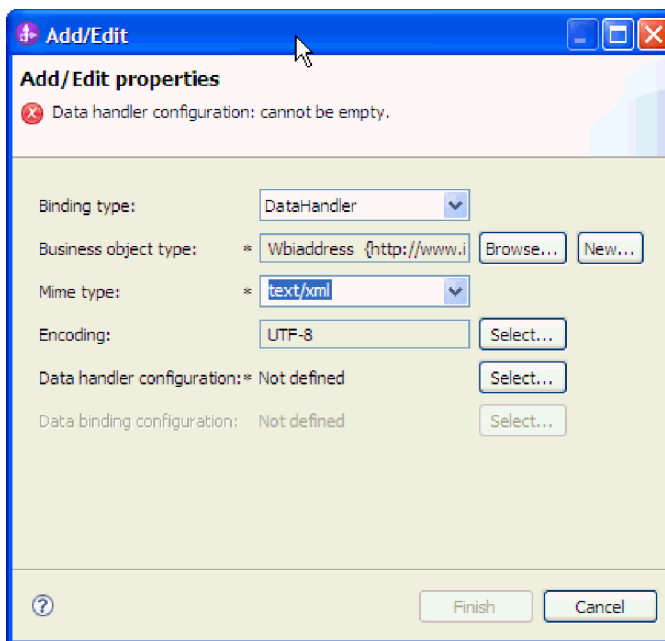 Add/Edit
Add/Edit properties
Data handler configuration: cannot be empty.
Binding type: DataHandler
Business object type: * Wbiaddress {http://www.i Browse... New...
Mime type: * text/xml
Encoding: UTF-8 Select...
Data handler configuration:* Not defined Select...
Data binding configuration: Not defined Select...
Finish Cancel